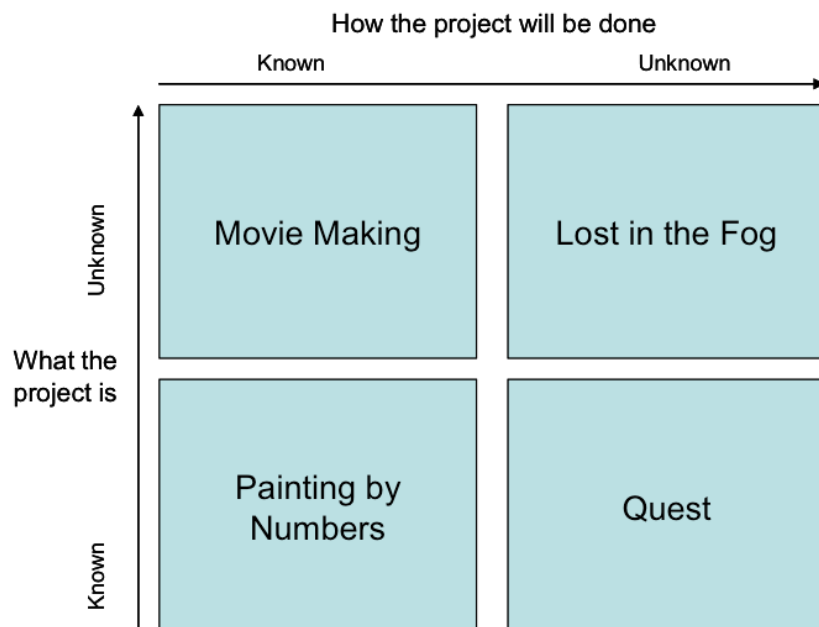 How the project will be done
Known
Unknown
Unknown
Movie Making
Lost in the Fog
What the
project is
Known
Painting by
Numbers
Quest